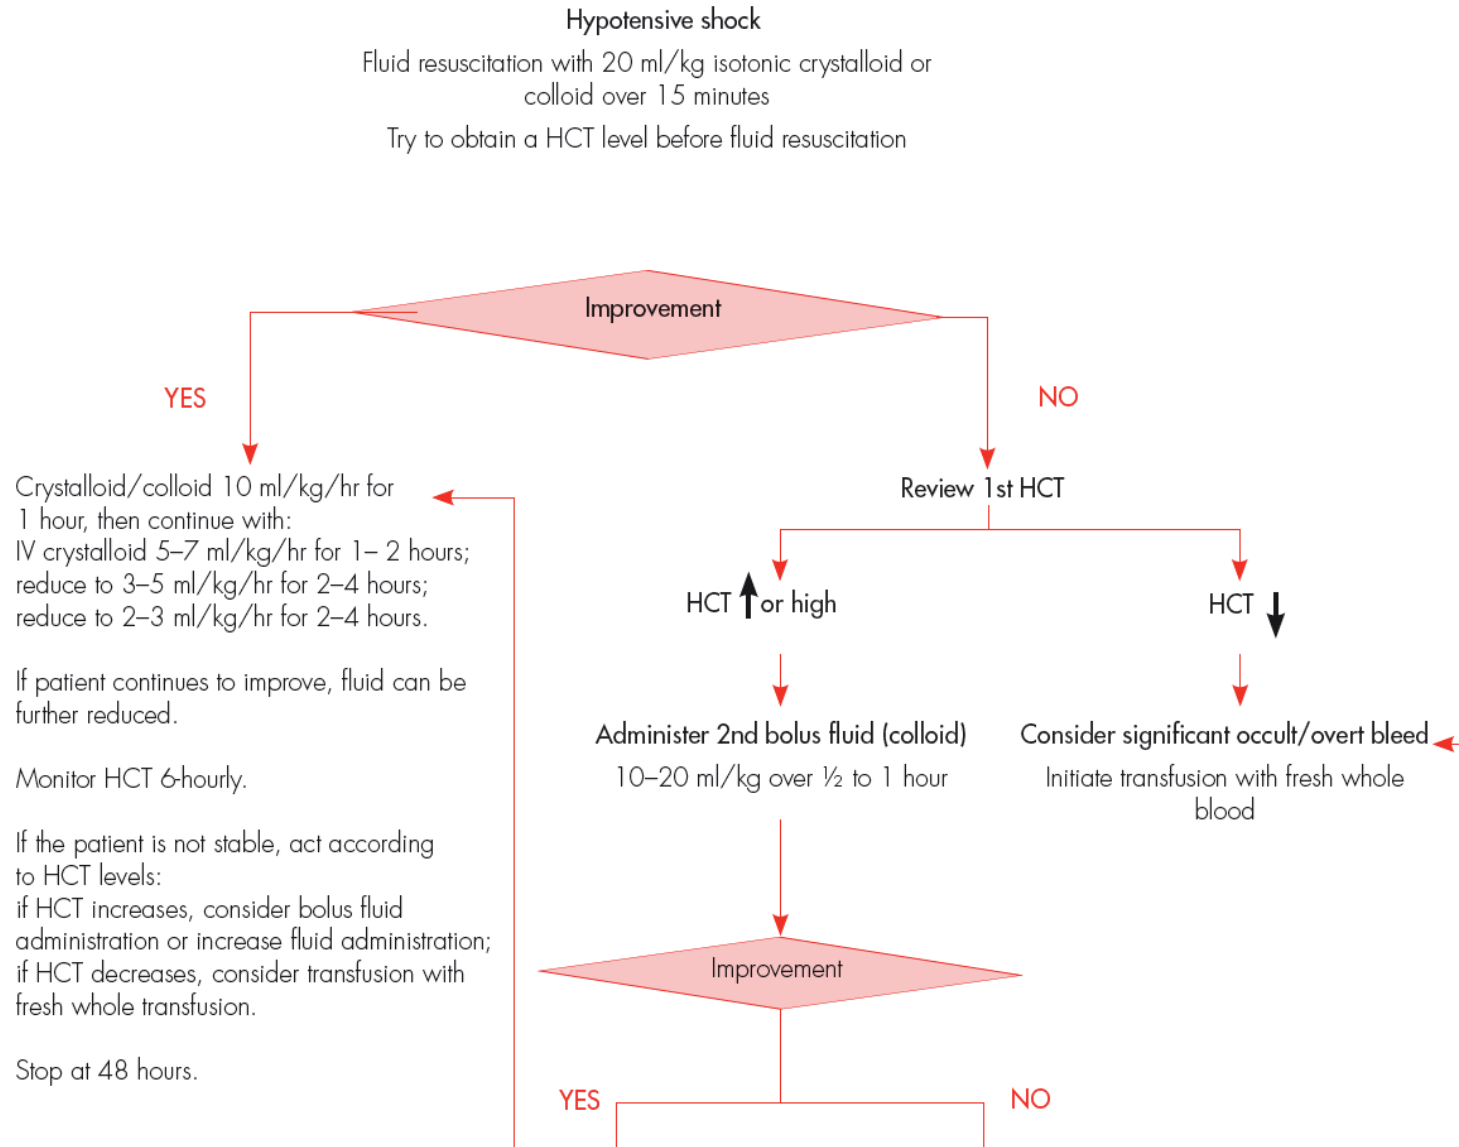 Hypotensive shock
Fluid resuscitation with 20 ml/kg isotonic crystalloid or
colloid over 15 minutes
Try to obtain a HCT level before fluid resuscitation
Improvement
YES
NO
Crystalloid/colloid 10 ml/kg/hr for
1 hour, then continue with:
IV crystalloid 5–7 ml/kg/hr for 1– 2 hours;
reduce to 3–5 ml/kg/hr for 2–4 hours;
reduce to 2–3 ml/kg/hr for 2–4 hours.
If patient continues to improve, fluid can be
further reduced.
Monitor HCT 6-hourly.
If the patient is not stable, act according
to HCT levels:
if HCT increases, consider bolus fluid
administration or increase fluid administration;
if HCT decreases, consider transfusion with
fresh whole transfusion.
Stop at 48 hours.
Review 1st HCT
HCT ↑ or high
HCT ↓
Administer 2nd bolus fluid (colloid)
10–20 ml/kg over ½ to 1 hour
Consider significant occult/overt bleed
Initiate transfusion with fresh whole
blood
Improvement
YES
NO